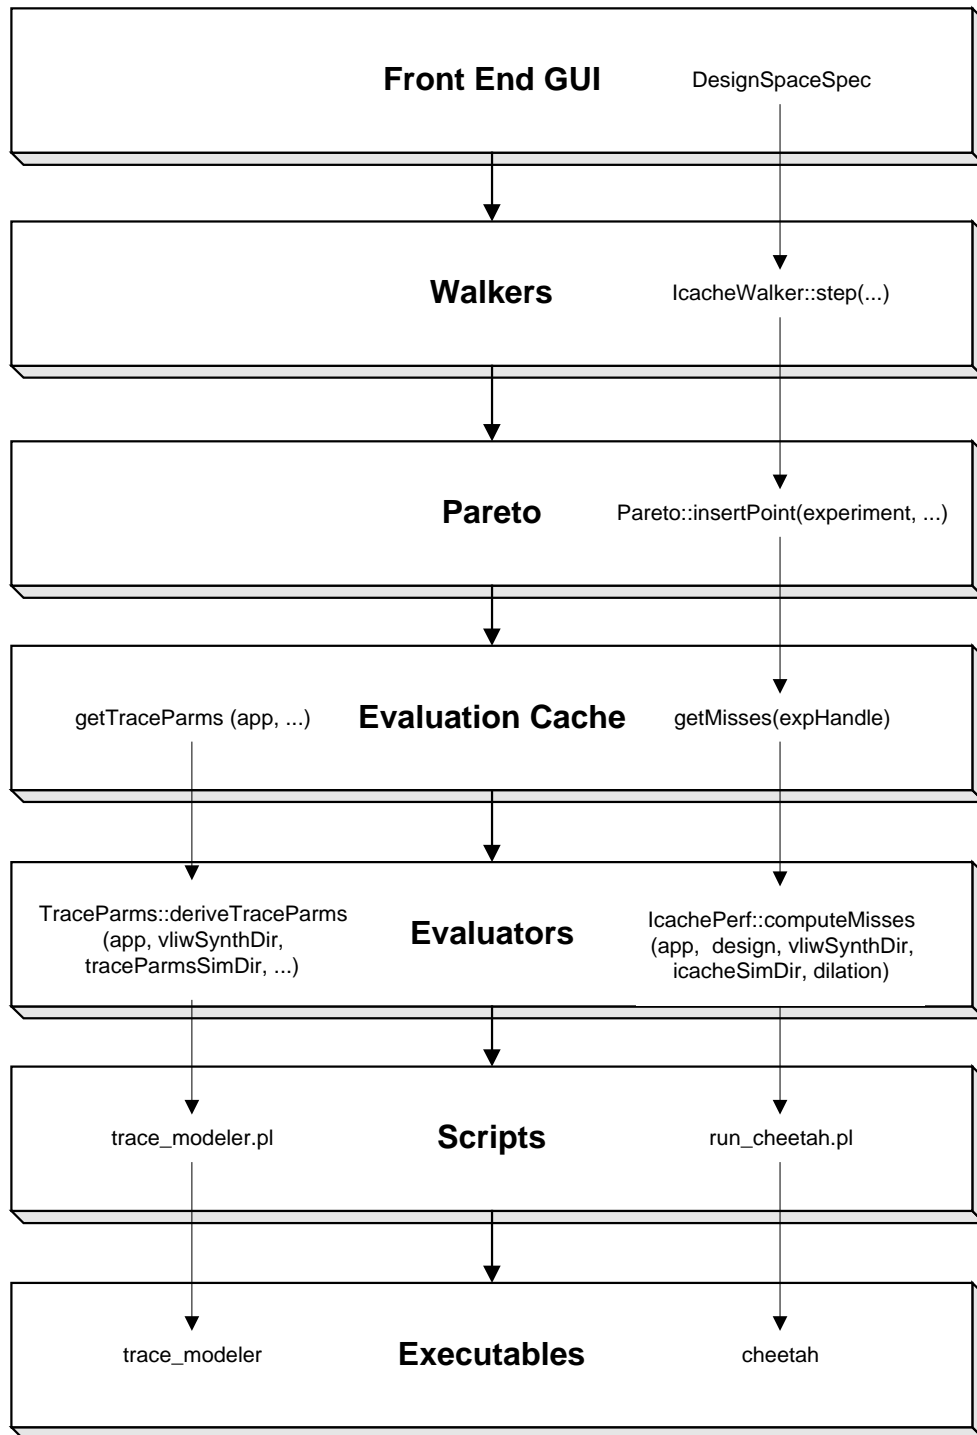 Front End GUI
DesignSpaceSpec
Walkers
IcacheWalker::step(...)
Pareto
Pareto::insertPoint(experiment, ...)
getTraceParms (app, ...)
Evaluation Cache
getMisses(expHandle)
TraceParms::deriveTraceParms
(app, vliwSynthDir,
traceParmsSimDir, ...)
Evaluators
IcachePerf::computeMisses
(app,  design, vliwSynthDir,
icacheSimDir, dilation)
trace_modeler.pl
Scripts
run_cheetah.pl
trace_modeler
Executables
cheetah